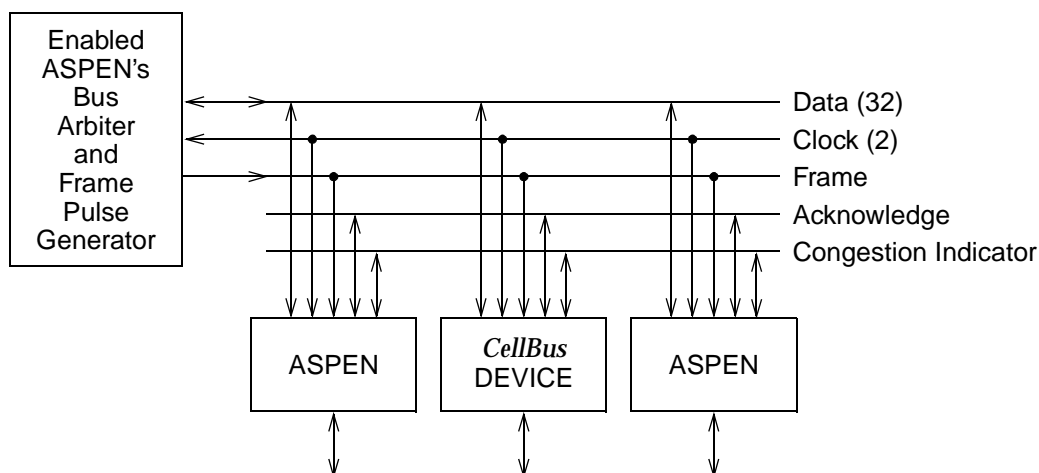 Enabled
ASPEN's
Bus
Arbiter
and
Frame
Pulse
Generator
Data (32)
Clock (2)
Frame
Acknowledge
Congestion Indicator
ASPEN
CellBus
DEVICE
ASPEN